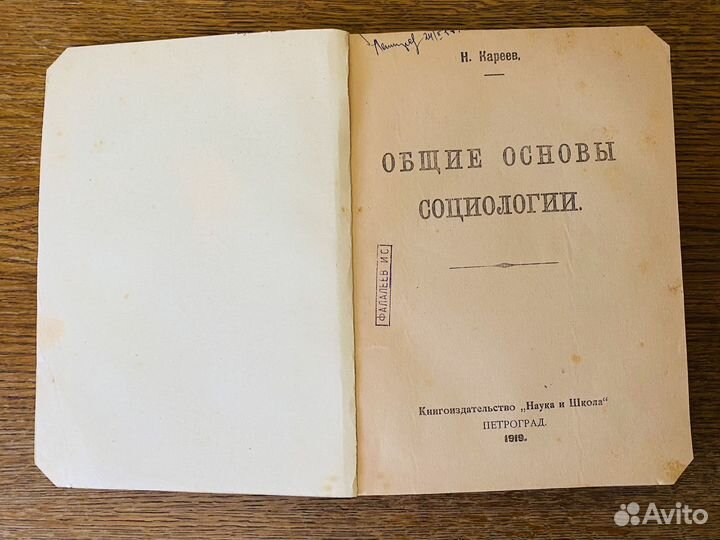 Н. Кареев.
ОБЩИЕ ОСНОВЫ
СОЦИОЛОГИИ.
ФАЛАЛЕЕВ И С
Книгоиздательство „Наука и Школа“
ПЕТРОГРАД.
1919.
Avito